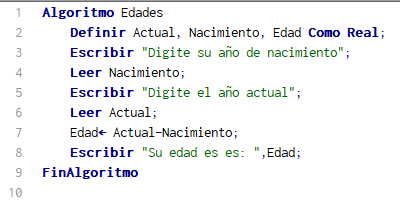 1 Algoritmo Edades
2 Definir Actual, Nacimiento, Edad Como Real;
3 Escribir "Digite su año de nacimiento";
4 Leer Nacimiento;
5 Escribir "Digite el año actual";
6 Leer Actual;
7 Edad← Actual-Nacimiento;
8 Escribir "Su edad es es: ",Edad;
9 FinAlgoritmo
10